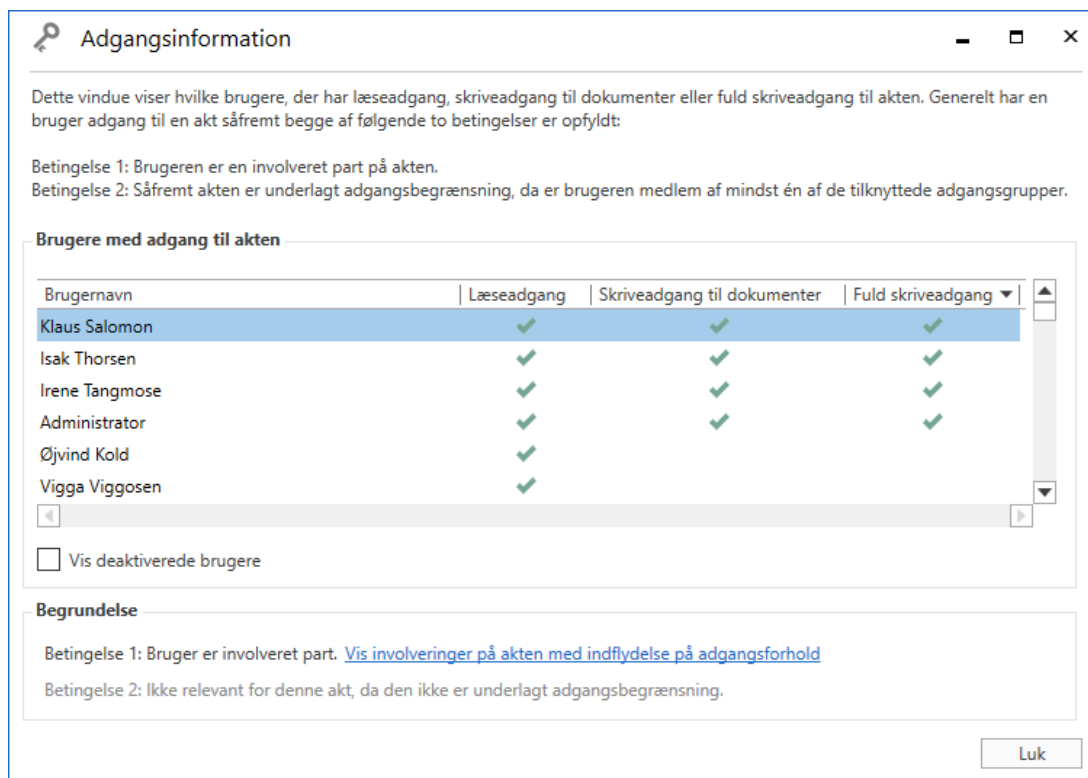 Adgangsinformation
Dette vindue viser hvilke brugere, der har læseadgang, skriveadgang til dokumenter eller fuld skriveadgang til akten. Generelt har en
bruger adgang til en akt såfremt begge af følgende to betingelser er opfyldt:
Betingelse 1: Brugeren er en involveret part på akten.
Betingelse 2: Såfremt akten er underlagt adgangsbegrænsning, da er brugeren medlem af mindst én af de tilknyttede adgangsgrupper.
Brugere med adgang til akten
Brugernavn Læseadgang Skriveadgang til dokumenter Fuld skriveadgang
Klaus Salomon
Isak Thorsen
Irene Tangmose
Administrator
Øjvind Kold
Vigga Viggosen
Vis deaktiverede brugere
Begrundelse
Betingelse 1: Bruger er involveret part. Vis involveringer på akten med indflydelse på adgangsforhold
Betingelse 2: Ikke relevant for denne akt, da den ikke er underlagt adgangsbegrænsning.
Luk